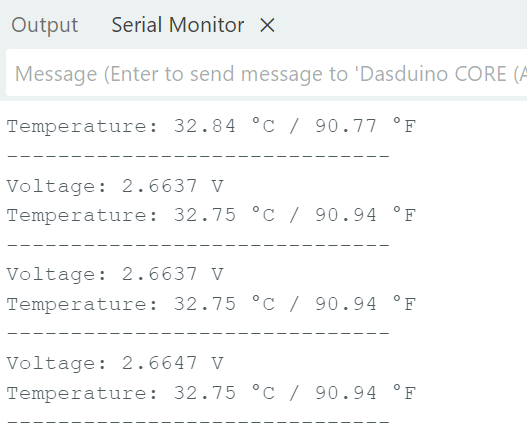 Output Serial Monitor ×
Message (Enter to send message to 'Dasduino CORE (A
Temperature: 32.84 °C / 90.77 °F
------------------------------
Voltage: 2.6637 V
Temperature: 32.75 °C / 90.94 °F
------------------------------
Voltage: 2.6637 V
Temperature: 32.75 °C / 90.94 °F
------------------------------
Voltage: 2.6647 V
Temperature: 32.75 °C / 90.94 °F
------------------------------